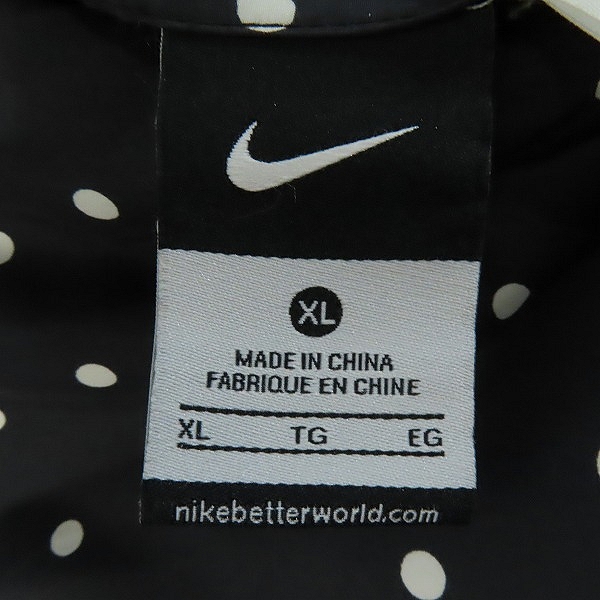 XL
MADE IN CHINA
FABRIQUE EN CHINE
XL TG EG
nikebetterworld.com